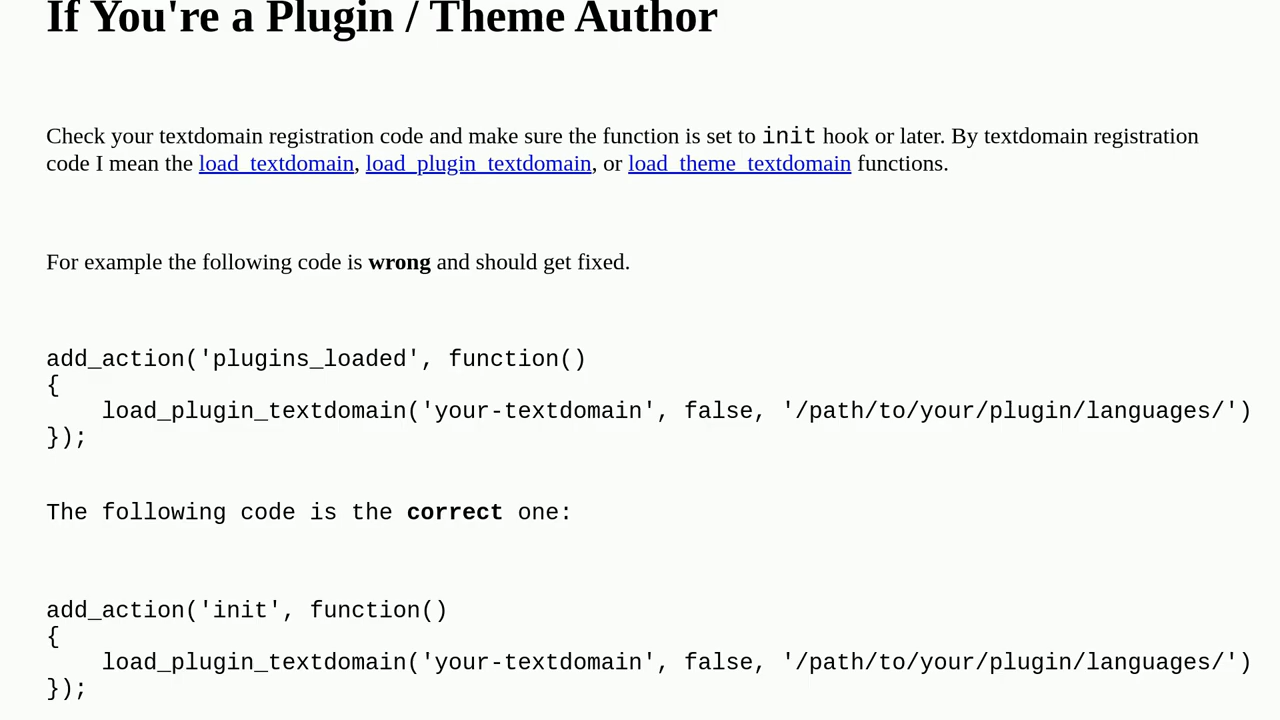 If You're a Plugin / Theme Author
Check your textdomain registration code and make sure the function is set to init hook or later. By textdomain registration
code I mean the load_textdomain, load_plugin_textdomain, or load_theme_textdomain functions.
For example the following code is wrong and should get fixed.
add_action('plugins_loaded', function()
{
    load_plugin_textdomain('your-textdomain', false, '/path/to/your/plugin/languages/')
});
The following code is the correct one:
add_action('init', function()
{
    load_plugin_textdomain('your-textdomain', false, '/path/to/your/plugin/languages/')
});